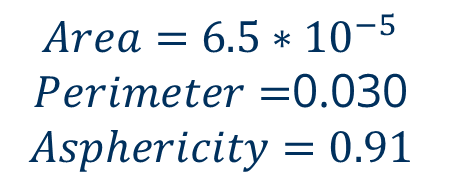 Area = 6.5 * 10⁻⁵
Perimeter =0.030
Asphericity = 0.91